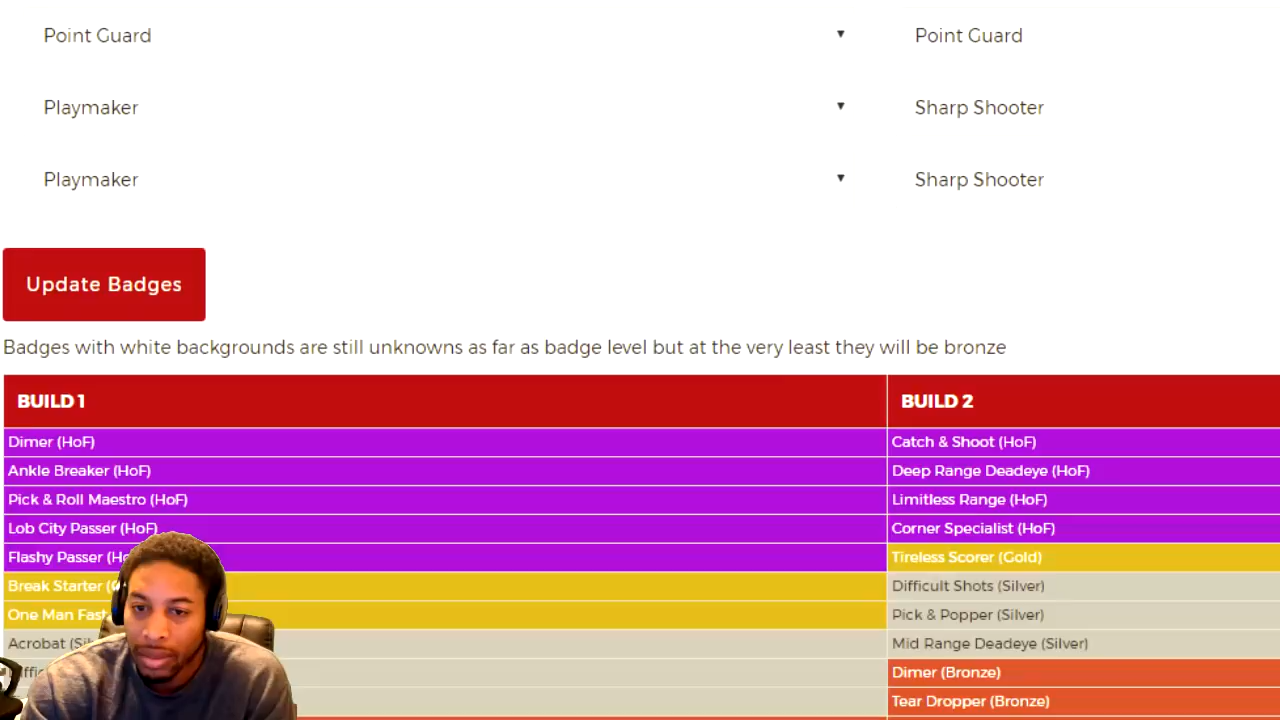 Point Guard ▼ Point Guard
Playmaker ▼ Sharp Shooter
Playmaker ▼ Sharp Shooter
Update Badges
Badges with white backgrounds are still unknowns as far as badge level but at the very least they will be bronze
BUILD 1 BUILD 2
Dimer (HoF) Catch & Shoot (HoF)
Ankle Breaker (HoF) Deep Range Deadeye (HoF)
Pick & Roll Maestro (HoF) Limitless Range (HoF)
Lob City Passer (HoF) Corner Specialist (HoF)
Flashy Passer Tireless Scorer (Gold)
Break Starter Difficult Shots (Silver)
One Man Fast Pick & Popper (Silver)
Acrobat Mid Range Deadeye (Silver)
Dimer (Bronze)
Tear Dropper (Bronze)